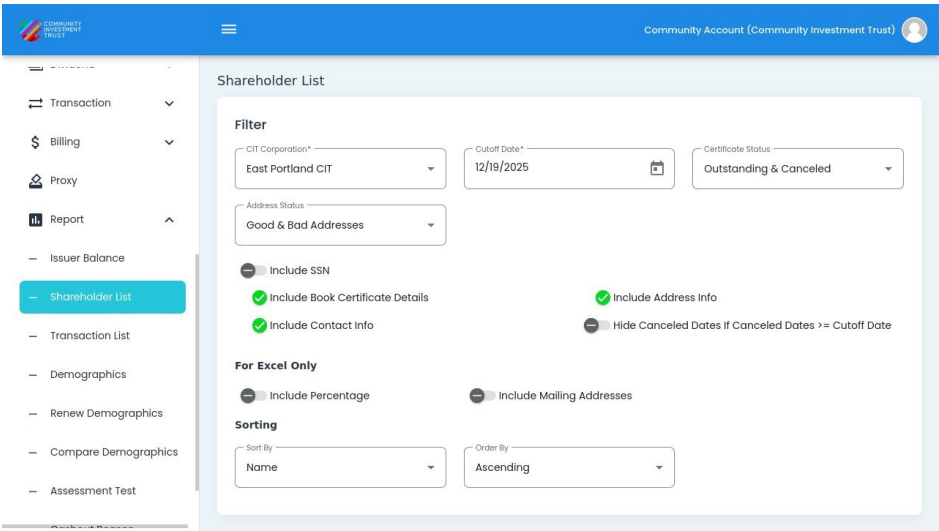 COMMUNITY
INVESTMENT
TRUST
Community Account (Community Investment Trust)
Transaction
Billing
Proxy
Report
Issuer Balance
Shareholder List
Transaction List
Demographics
Renew Demographics
Compare Demographics
Assessment Test
Shareholder List
Filter
CIT Corporation*
East Portland CIT
Cutoff Date*
12/19/2025
Certificate Status
Outstanding & Canceled
Address Status
Good & Bad Addresses
Include SSN
Include Book Certificate Details
Include Address Info
Include Contact Info
Hide Canceled Dates If Canceled Dates >= Cutoff Date
For Excel Only
Include Percentage
Include Mailing Addresses
Sorting
Sort By
Name
Order By
Ascending